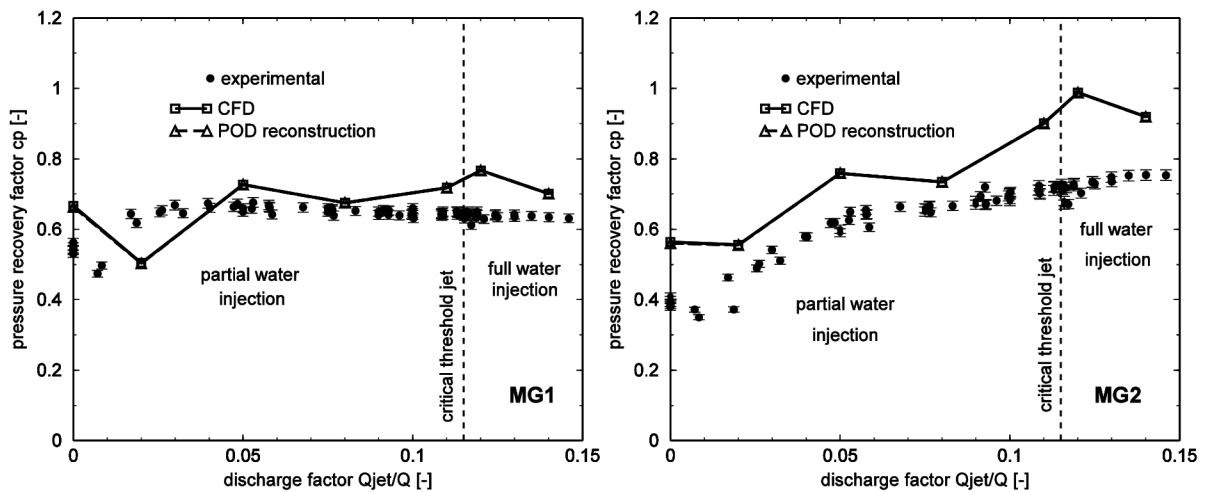 1.2
1
0.8
0.6
0.4
0.2
0
pressure recovery factor cp [-]
experimental
CFD
POD reconstruction
partial water
injection
critical threshold jet
full water
injection
MG1
0
0.05
0.1
0.15
discharge factor Qjet/Q [-]
1.2
1
0.8
0.6
0.4
0.2
0
pressure recovery factor cp [-]
experimental
CFD
POD reconstruction
partial water
injection
critical threshold jet
full water
injection
MG2
0
0.05
0.1
0.15
discharge factor Qjet/Q [-]